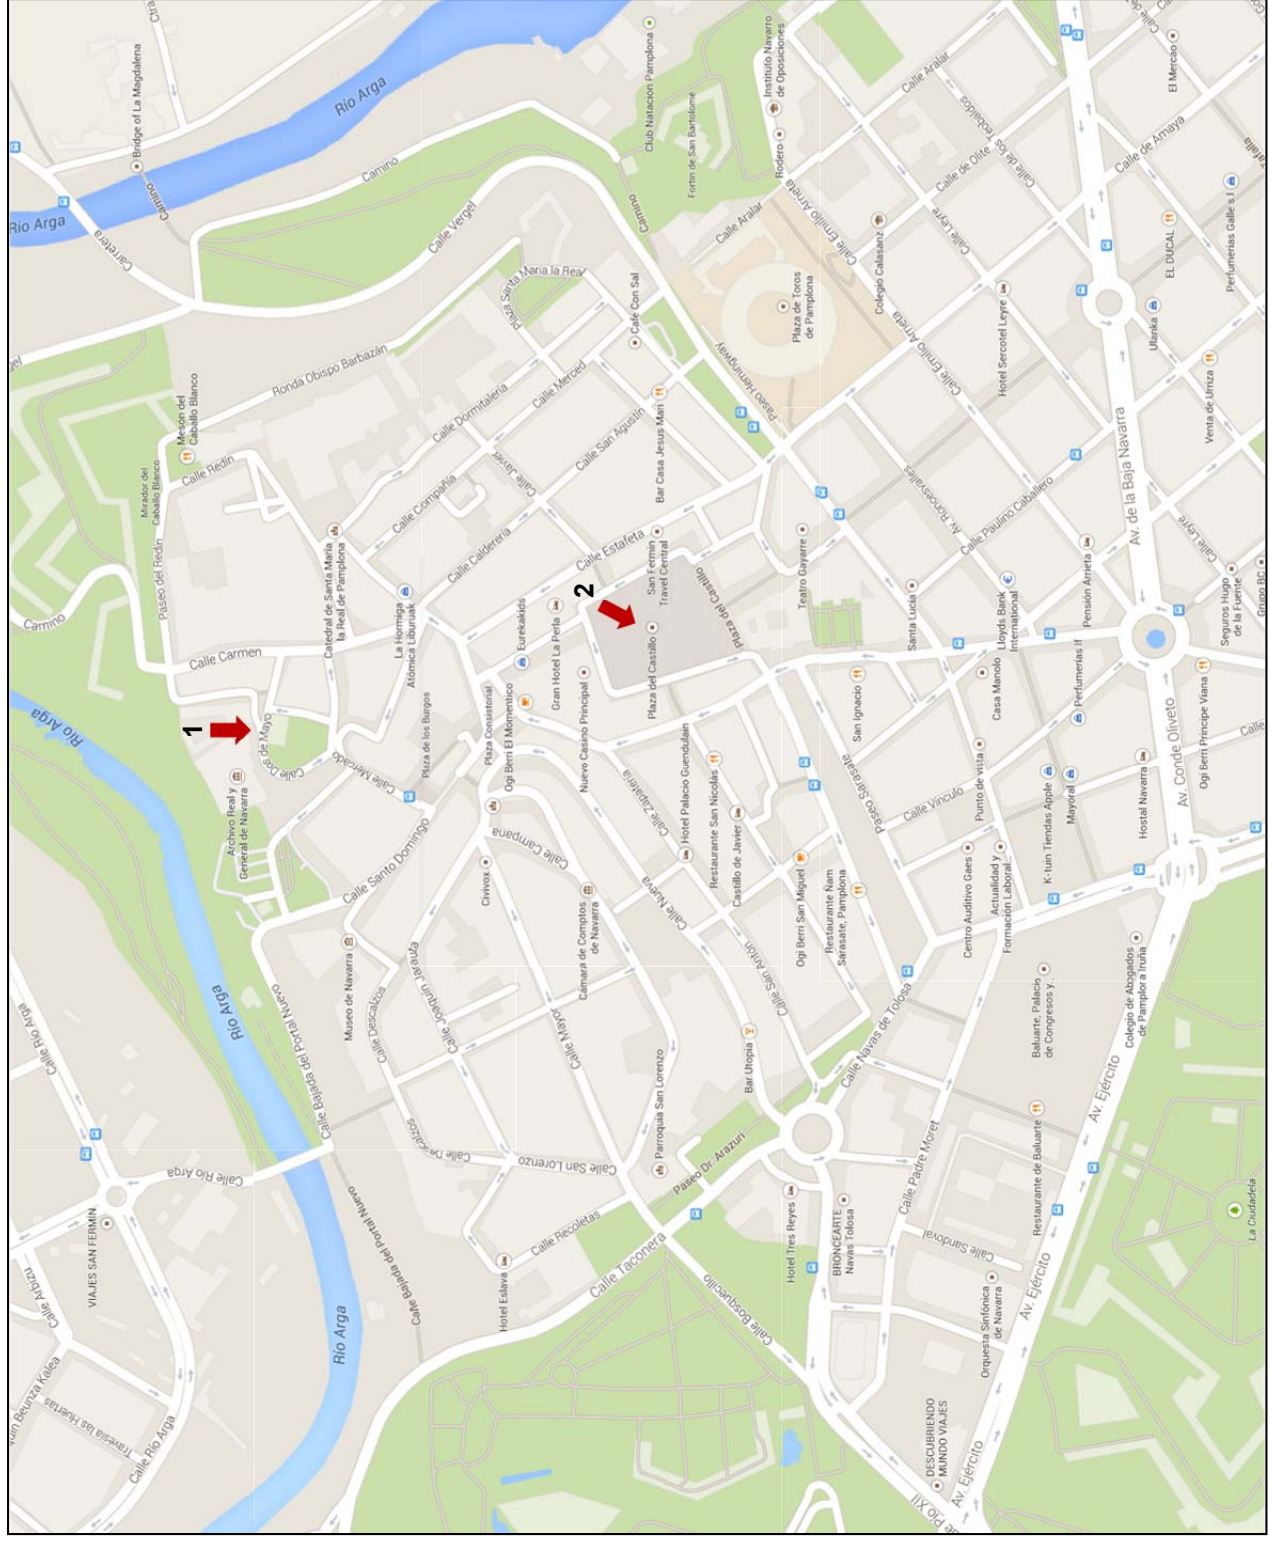 Río Arga
Carretera
Camino
Bridge of La Magdalena
Río Arga
Camino
Calle Vergel
Club Natación Pamplona
Fortín de San Bartolomé
Camino
Instituto Navarro
de Oposiciones
Rodero
Calle Aralar
Calle Aralar
Calle Emilio Arrieta
Calle de Olite
Calle de los Teobaldos
Calle Leyre
Calle de Amaya
El Mercao
EL DUCAL
Perfumerias Galle s.l
Colegio Calasanz
Plaza de Toros
de Pamplona
Paseo Hemingway
Calle Emilio Arrieta
Calle Emilio Arrieta
Hotel Sercotel Leyre
Ulanka
Venta de Urriza
Av. de la Baja Navarra
Calle Leyre
Av. Roncesvalles
Calle Paulino Caballero
Pensión Arrieta
Lloyds Bank
International
Seguros Hugo
de la Fuente
Plaza Santa María la Real
Café Con Sal
Ronda Obispo Barbazán
Calle Dormitalería
Calle Merced
Calle San Agustín
Bar Casa Jesus Mari
Calle Javier
Calle Compañía
Calle Calderería
Calle Estafeta
Meson del
Caballo Blanco
Mirador del
Caballo Blanco
Calle Redín
Paseo del Redín
Camino
Calle Carmen
Catedral de Santa María
la Real de Pamplona
La Hormiga
Atómica Liburuak
Eurekakids
Gran Hotel La Perla
2
San Fermin
Travel Central
Plaza del Castillo
Plaza del Castillo
Teatro Gayarre
Santa Lucía
San Ignacio
Casa Manolo
Perfumerias If
Ogi Berri Principe Viana
Av. Conde Oliveto
Río Arga
1
Calle Dos de Mayo
Archivo Real y
General de Navarra
Calle Mercado
Plaza de los Burgos
Plaza Consistorial
Ogi Berri El Momentico
Nuevo Casino Principal
Calle Santo Domingo
Calle Campana
Civivox
Calle Zapatería
Hotel Palacio Guendulain
Restaurante San Nicolás
Castillo de Javier
Calle Nueva
Paseo Sarasate
Calle Vínculo
Punto de vista
K-tuin Tiendas Apple
Mayoral
Hostal Navarra
Calle
Centro Auditivo Gaes
Actualidad y
Formación Laboral...
Ogi Berri San Miguel
Restaurante Ñam
Sarasate, Pamplona
Museo de Navarra
Cámara de Comptos
de Navarra
Calle San Antón
Calle Joaquín Jarauta
Calle Descalzos
Calle Mayor
Río Arga
Calle Río Arga
Calle Bajada del Portal Nuevo
Bar Utopia
Calle Navas de Tolosa
Baluarte, Palacio
de Congresos y...
Colegio de Abogados
de Pamplora Iruña
Av. Ejército
Parroquia San Lorenzo
Calle Descalzos
Calle San Lorenzo
Paseo Dr. Arazuri
Calle Padre Moret
Restaurante de Baluarte
Calle Río Arga
VIAJES SAN FERMIN
Calle Arbizu
Calle Bajada del Portal Nuevo
Calle Recoletas
Hotel Eslava
Calle Taconera
Hotel Tres Reyes
BRONCEARTE
Navas Tolosa
Calle Sandoval
La Ciudadela
Av. Ejército
Orquesta Sinfónica
de Navarra
Calle Bosquecillo
Río Arga
Travesía las Huertas
Calle Río Arga
DESCUBRIENDO
MUNDO VIAJES
Av. Ejército
de Pío XII